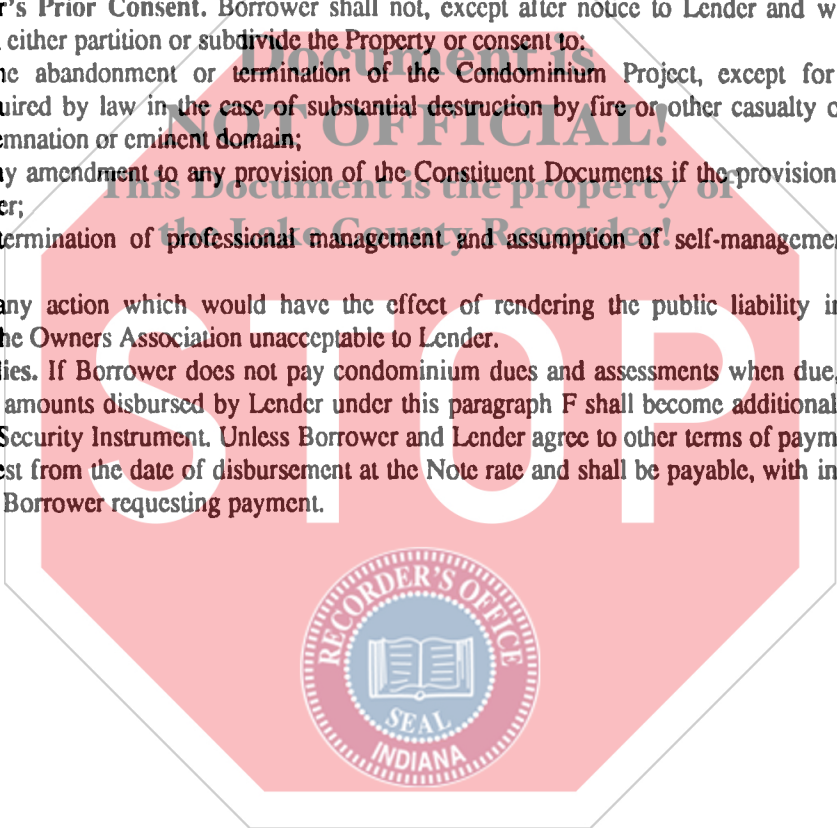 r's Prior Consent. Borrower shall not, except after notice to Lender and w
either partition or subdivide the Property or consent to:
Document is
ne abandonment or termination of the Condominium Project, except for
uired by law in the case of substantial destruction by fire or other casualty o
NOT OFFICIAL!
emnation or eminent domain;
ny amendment to any provision of the Constituent Documents if the provision
This Document is the property of
er;
the Lake County Recorder!
termination of professional management and assumption of self-manageme
any action which would have the effect of rendering the public liability in
he Owners Association unacceptable to Lender.
STOP
lies. If Borrower does not pay condominium dues and assessments when due,
amounts disbursed by Lender under this paragraph F shall become additional
Security Instrument. Unless Borrower and Lender agree to other terms of paym
est from the date of disbursement at the Note rate and shall be payable, with in
Borrower requesting payment.
RECORDER'S OFFICE
SEAL
INDIANA